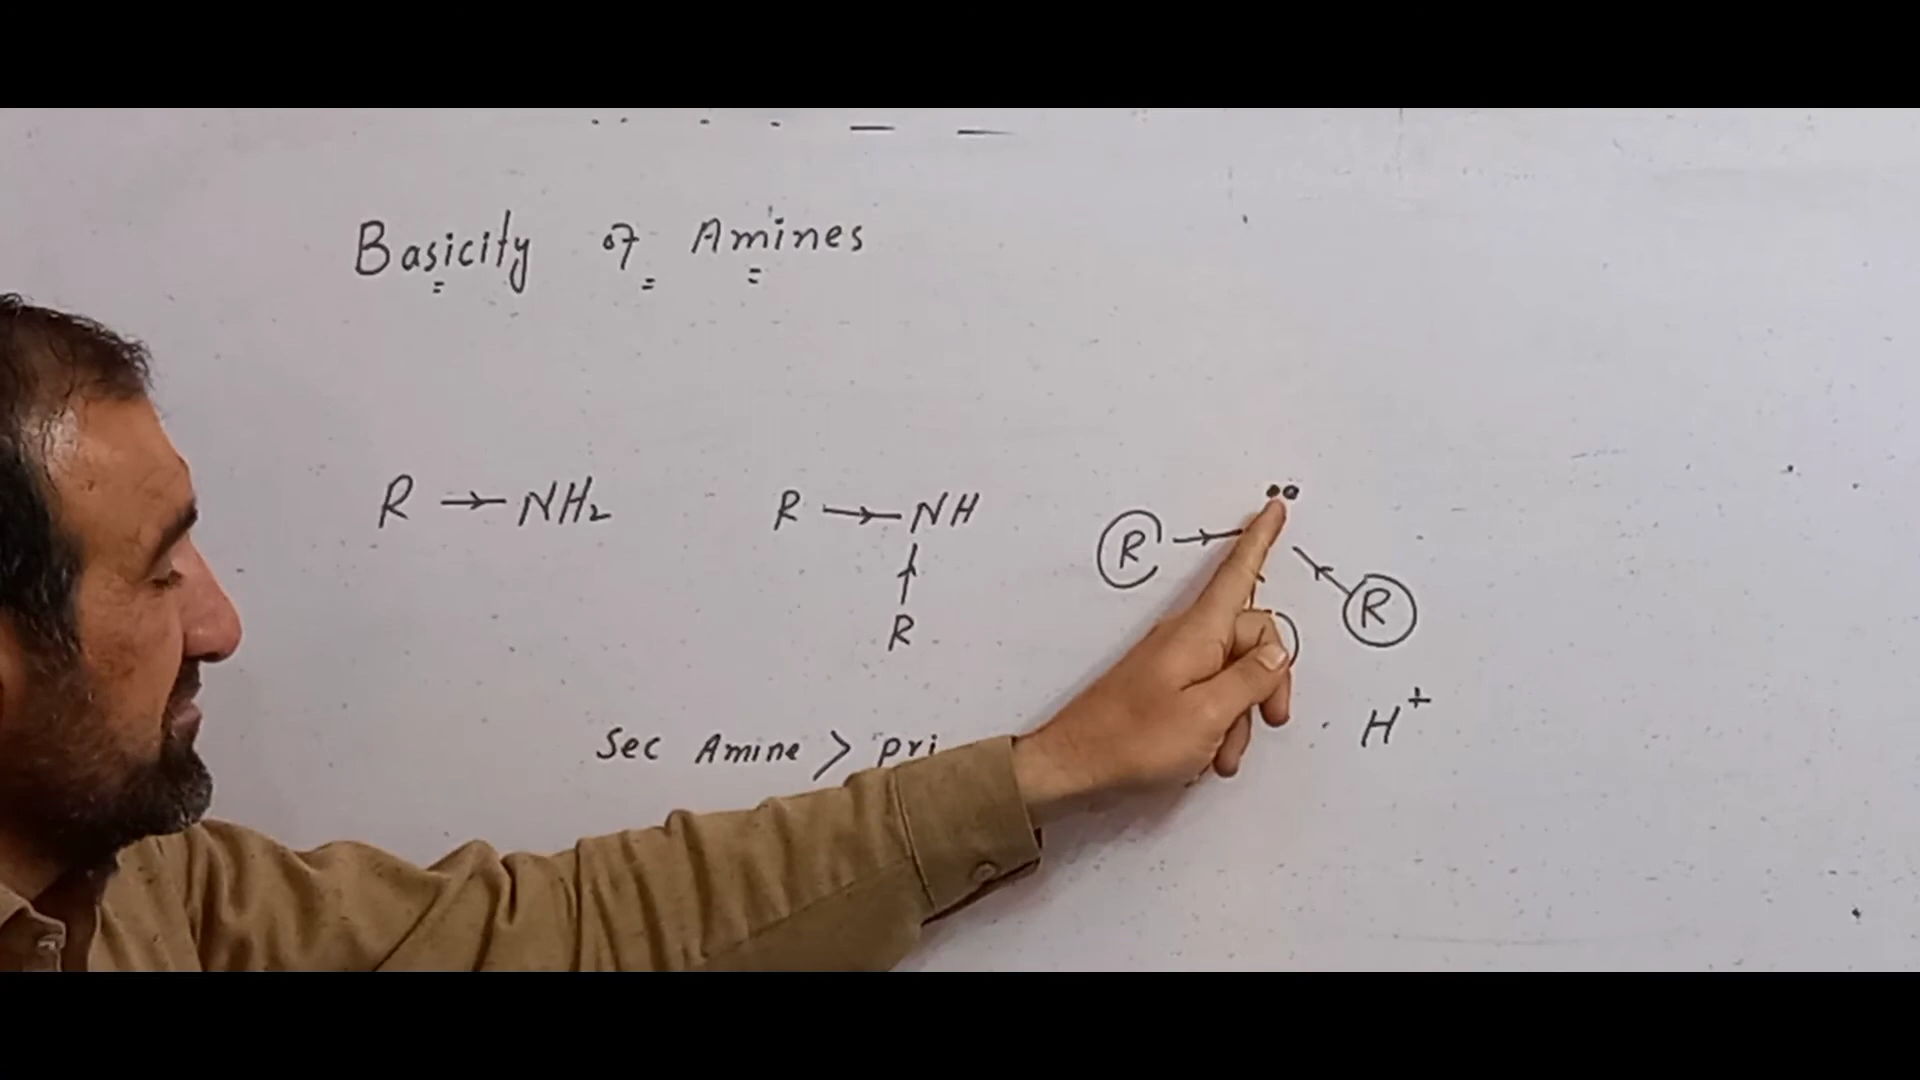 Basicity of Amines
R → NH₂
R → NH
↑
R
R →
← R
H⁺
Sec Amine > pri